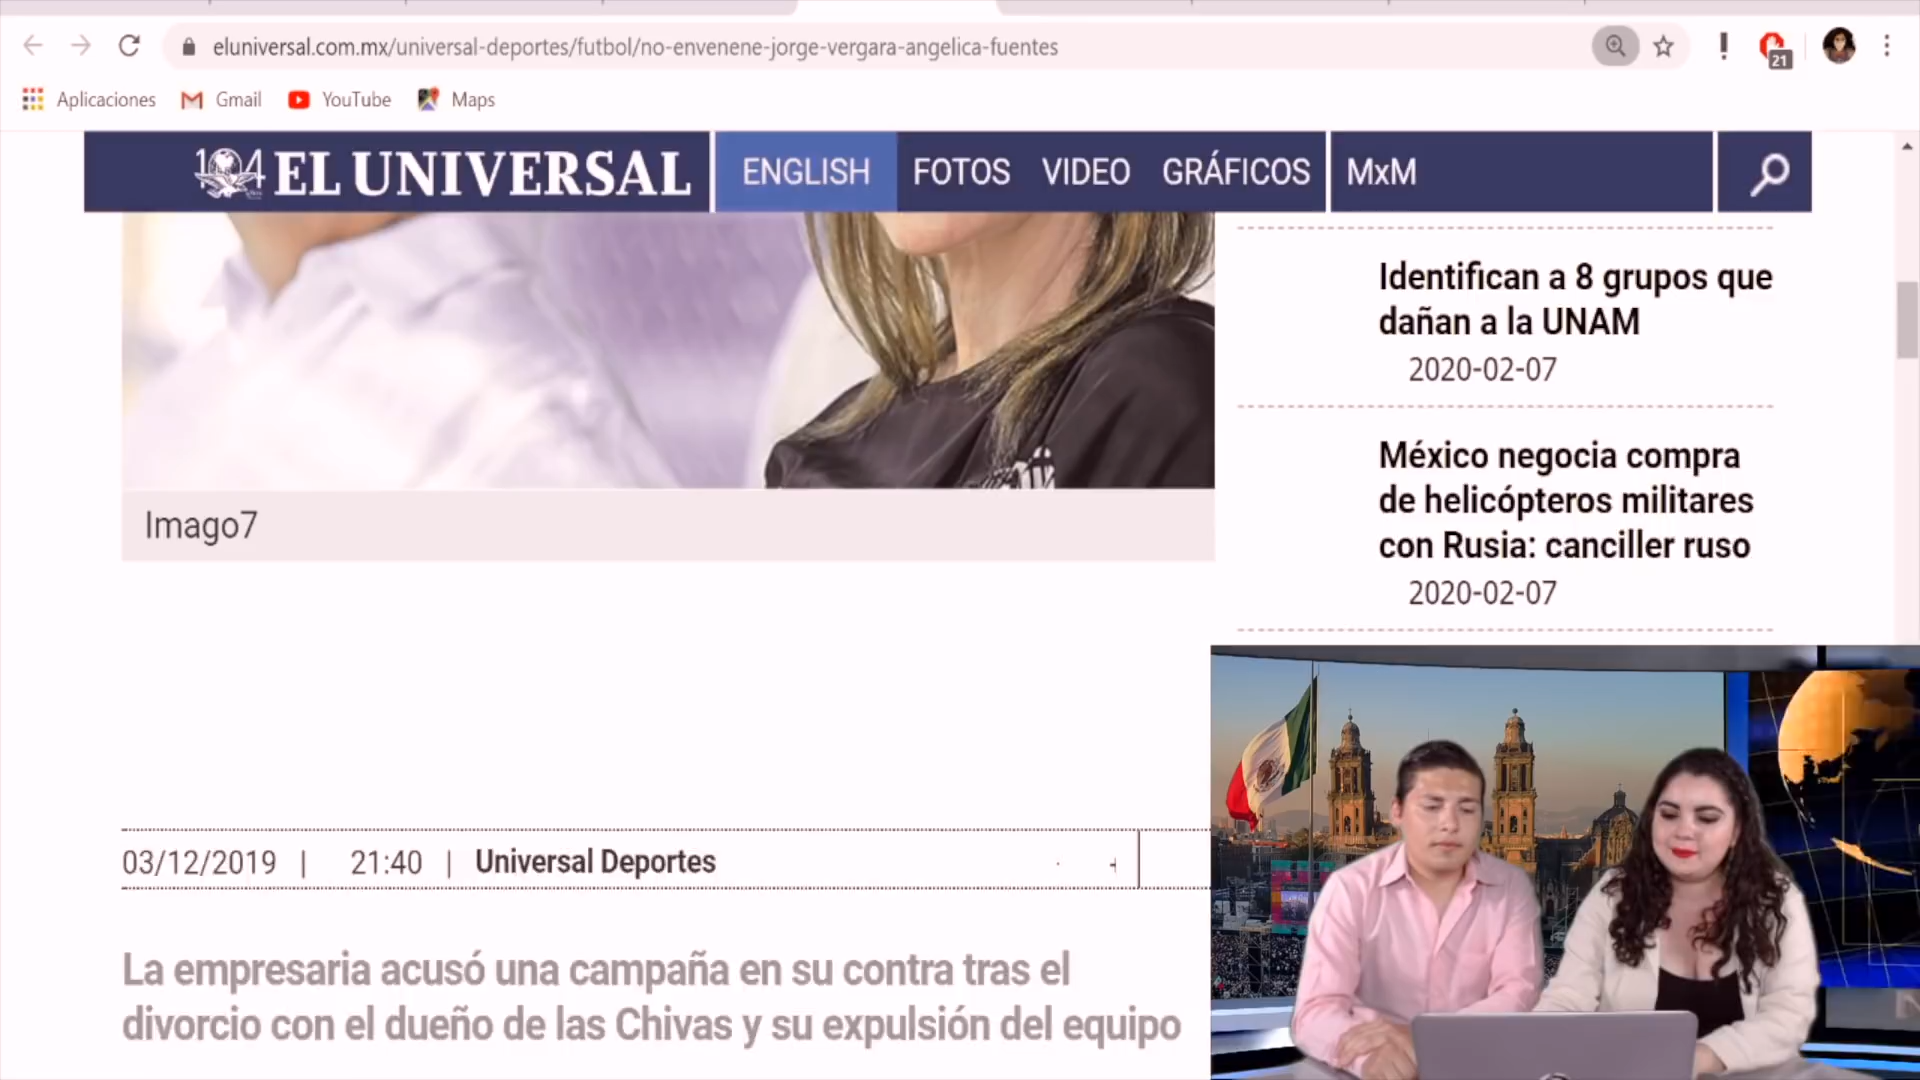 eluniversal.com.mx/universal-deportes/futbol/no-envenene-jorge-vergara-angelica-fuentes
21
Aplicaciones Gmail YouTube Maps
104 EL UNIVERSAL ENGLISH FOTOS VIDEO GRÁFICOS MxM
Identifican a 8 grupos que
dañan a la UNAM
2020-02-07
México negocia compra
de helicópteros militares
con Rusia: canciller ruso
2020-02-07
Imago7
03/12/2019 | 21:40 | Universal Deportes
La empresaria acusó una campaña en su contra tras el
divorcio con el dueño de las Chivas y su expulsión del equipo